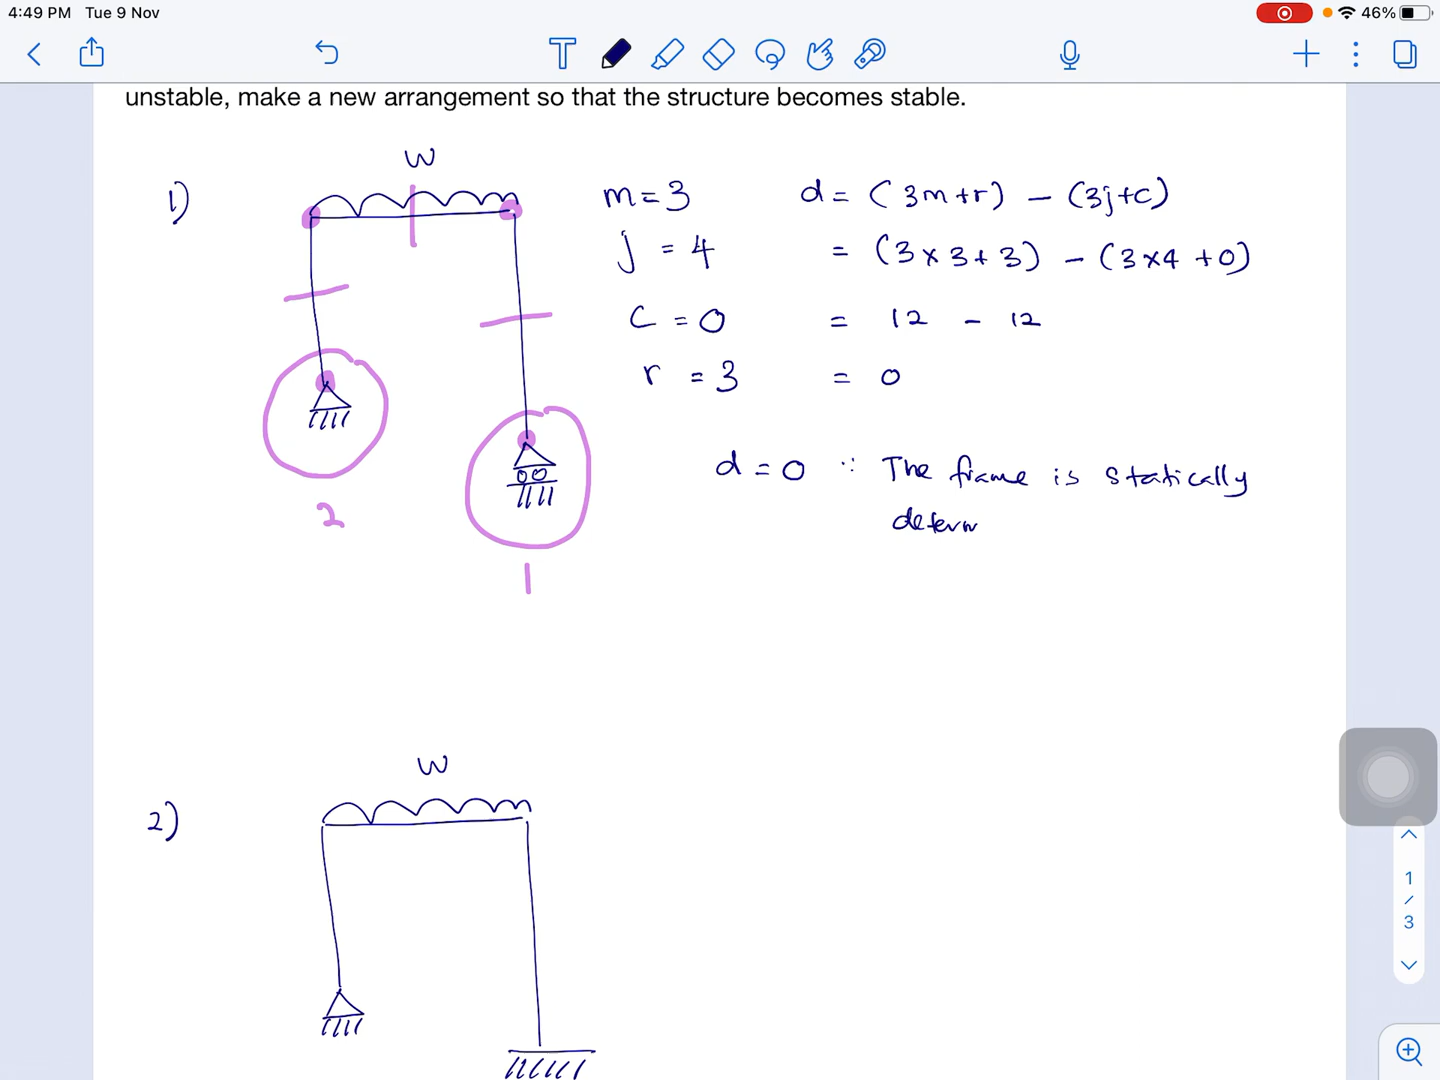 4:49 PM Tue 9 Nov
46%
unstable, make a new arrangement so that the structure becomes stable.
1)
w
m = 3
d = (3m+r) - (3j+c)
j = 4
= (3×3+3) - (3×4+0)
c = 0
= 12 - 12
r = 3
= 0
d = 0 ∵ The frame is statically
determ
2
1
2)
w
1
/
3